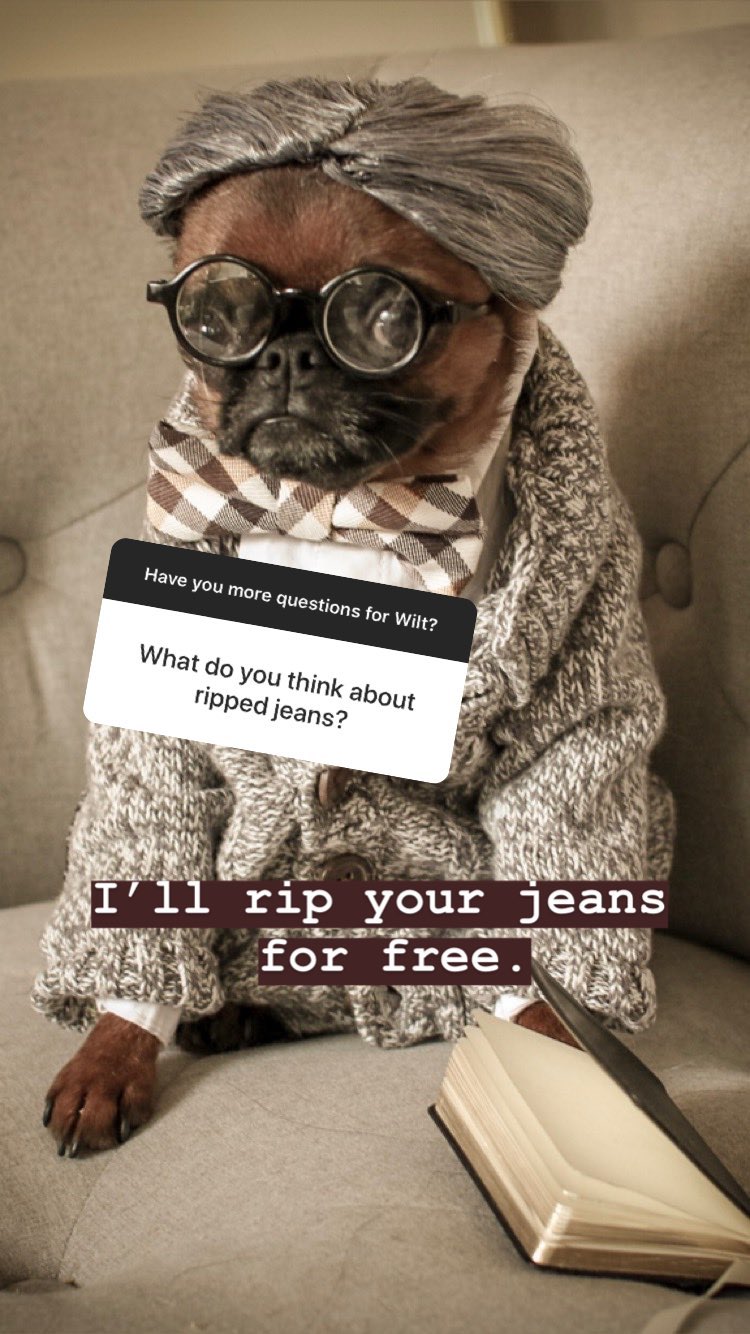 Have you more questions for Wilt?
What do you think about
ripped jeans?
I’ll rip your jeans
for free.